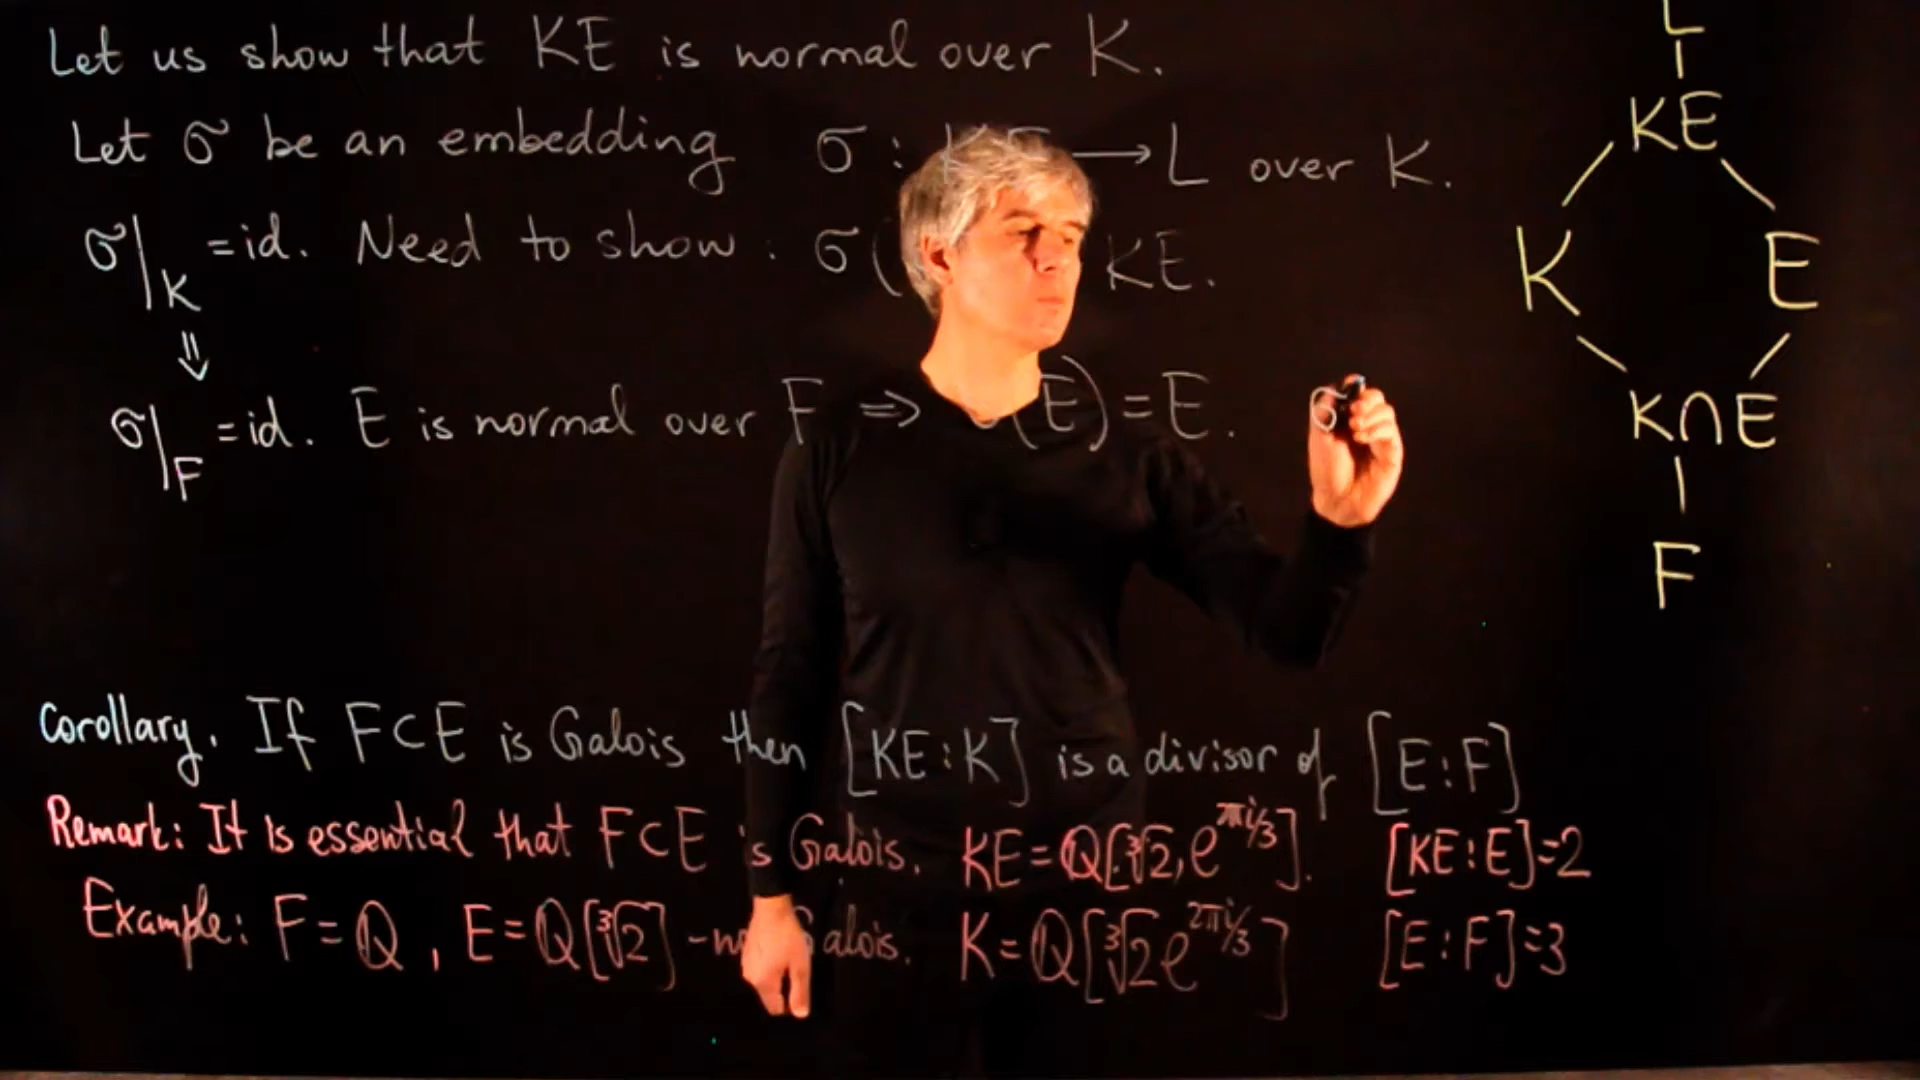 Let us show that KE is normal over K.
Let σ be an embedding σ : KE → L over K.
σ|K = id. Need to show : σ( KE.
⇓
σ|F = id. E is normal over F ⇒ (E) = E. σ
L
KE
K E
K∩E
F
Corollary. If F⊂E is Galois then [KE:K] is a divisor of [E:F]
Remark: It is essential that F⊂E is Galois. KE=Q[∛2, e^{πi/3}]. [KE:E]=2
Example: F=Q, E=Q[∛2] - Galois. K=Q[∛2 e^{2πi/3}] [E:F]=3